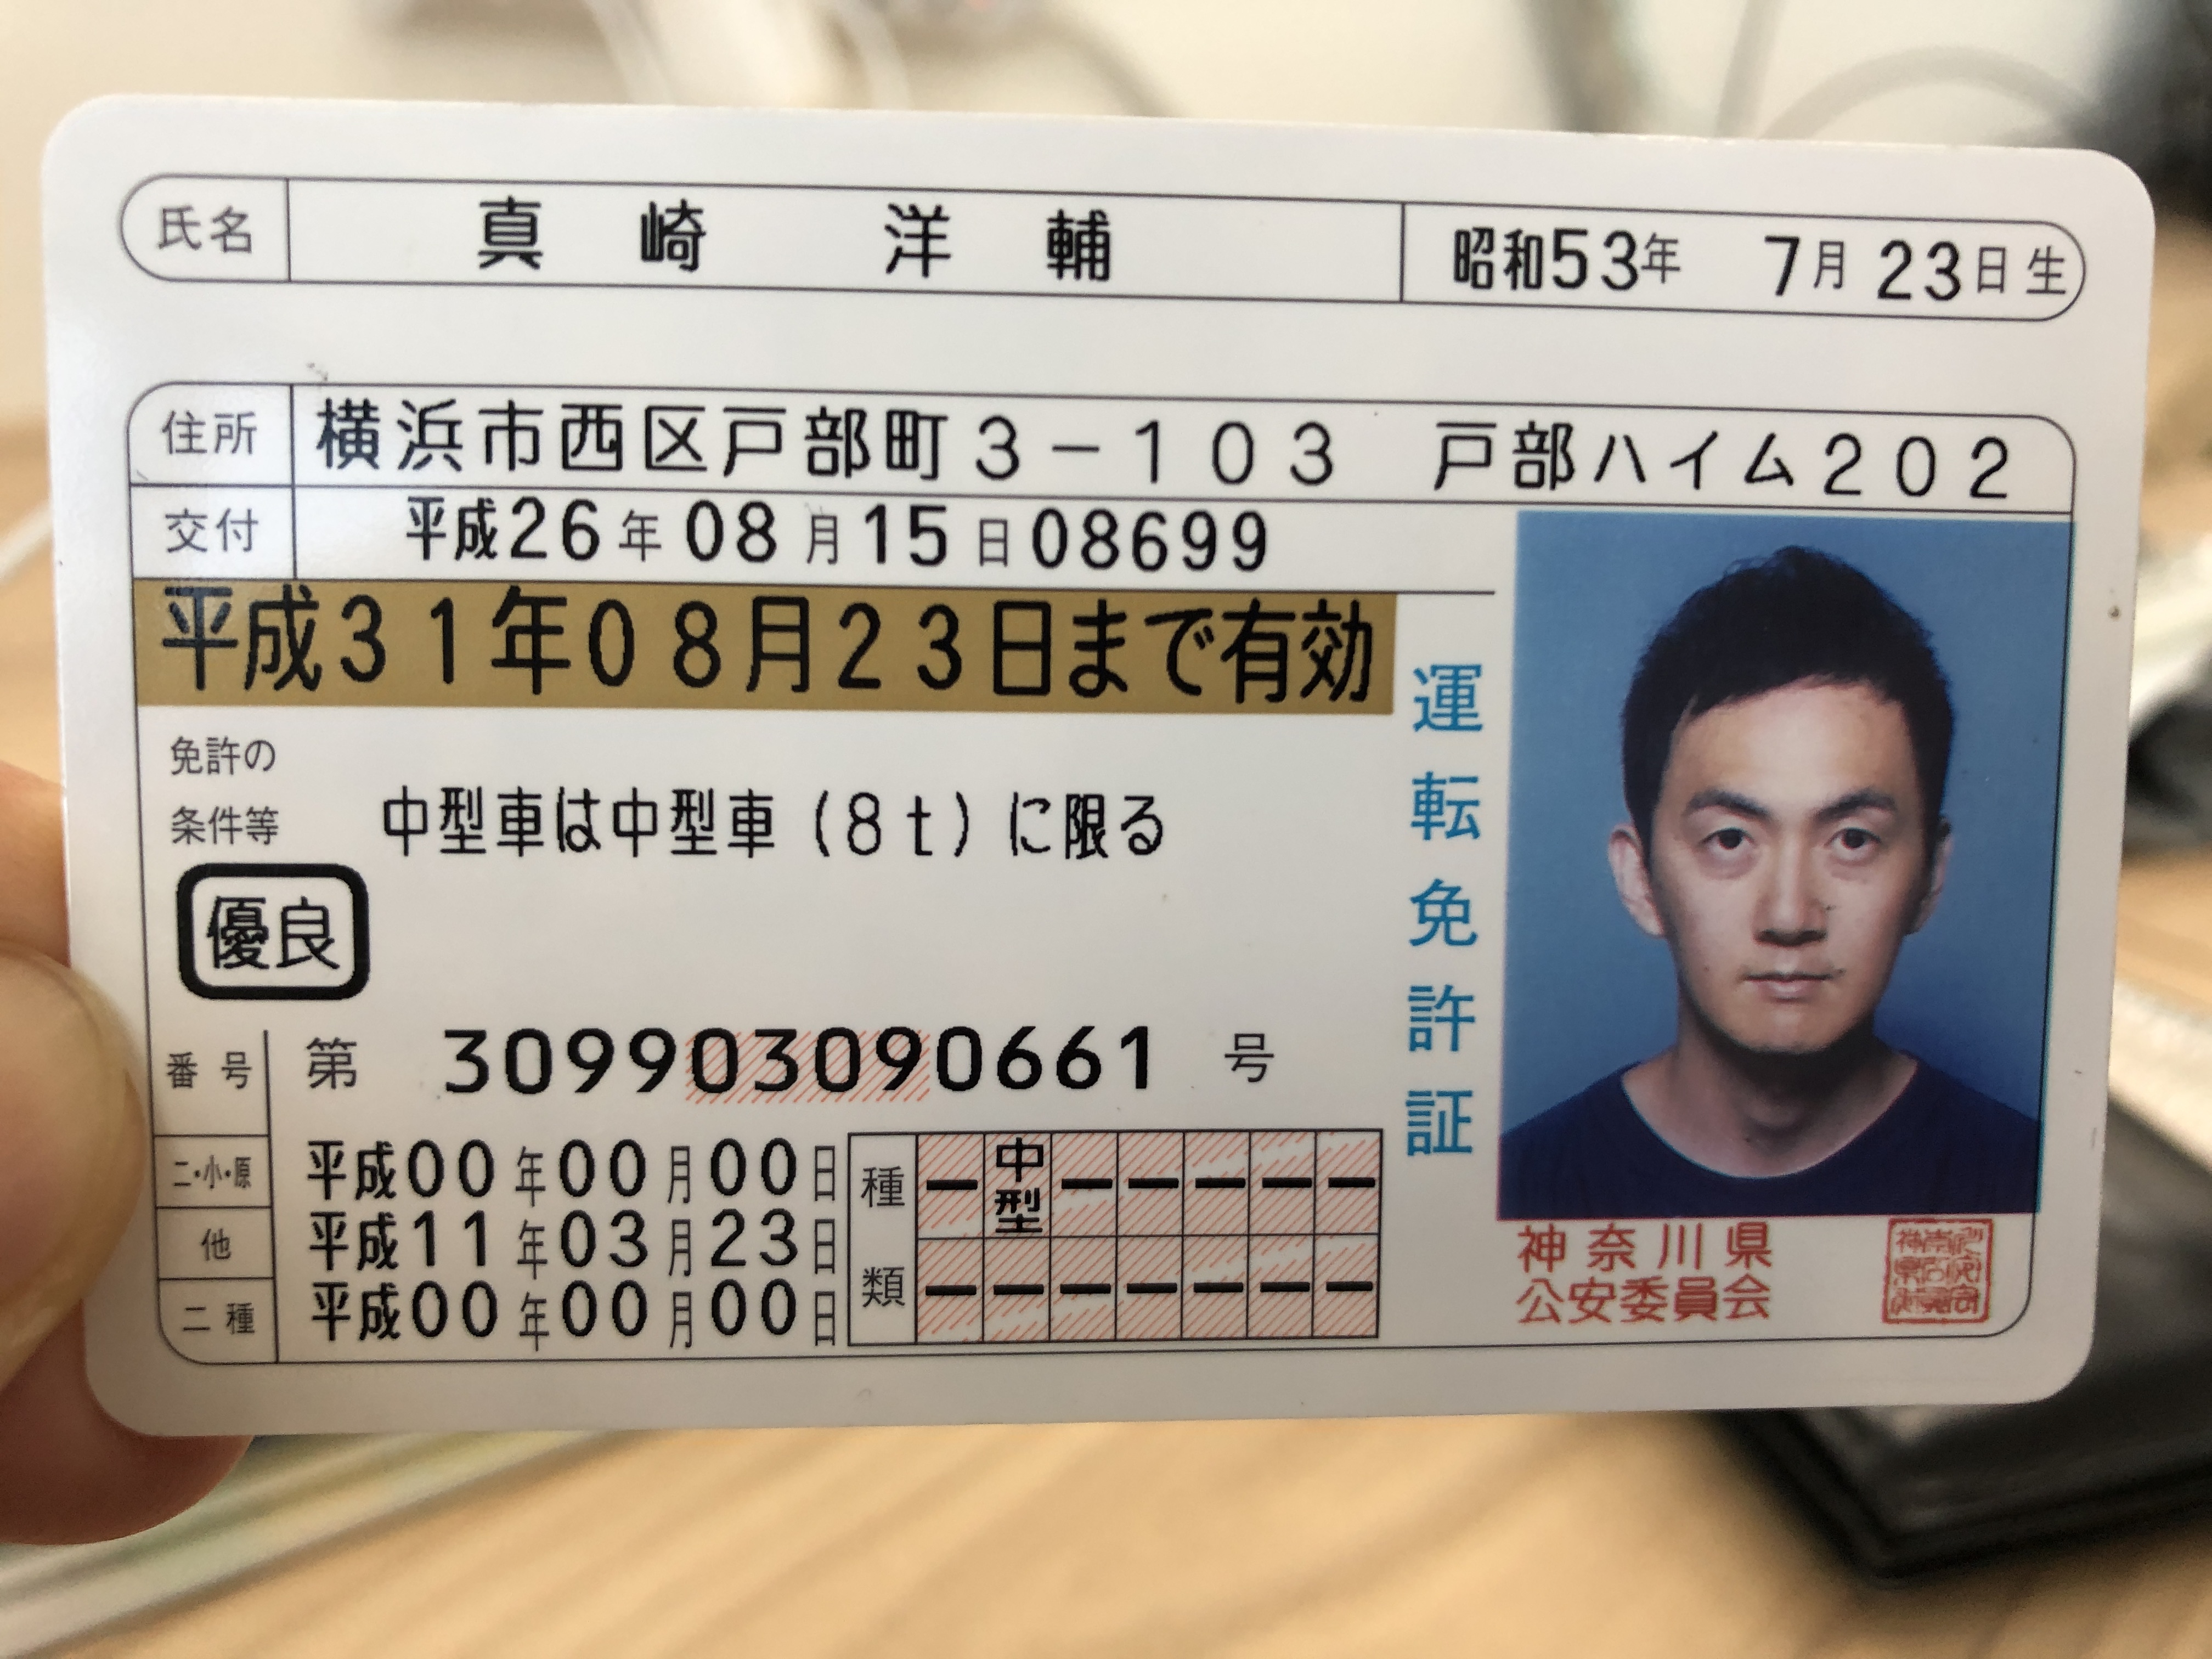 氏名 真崎 洋輔 昭和53年 7月23日生
住所 横浜市西区戸部町3-103 戸部ハイム202
交付 平成26年08月15日08699
平成31年08月23日まで有効
免許の
条件等 中型車は中型車(8t)に限る
優良
番号 第 309903090661 号
二・小・原 平成00年00月00日
他 平成11年03月23日
二種 平成00年00月00日
種類
ー 中型 ー ー ー ー ー
ー ー ー ー ー ー ー
運転免許証
神奈川県
公安委員会